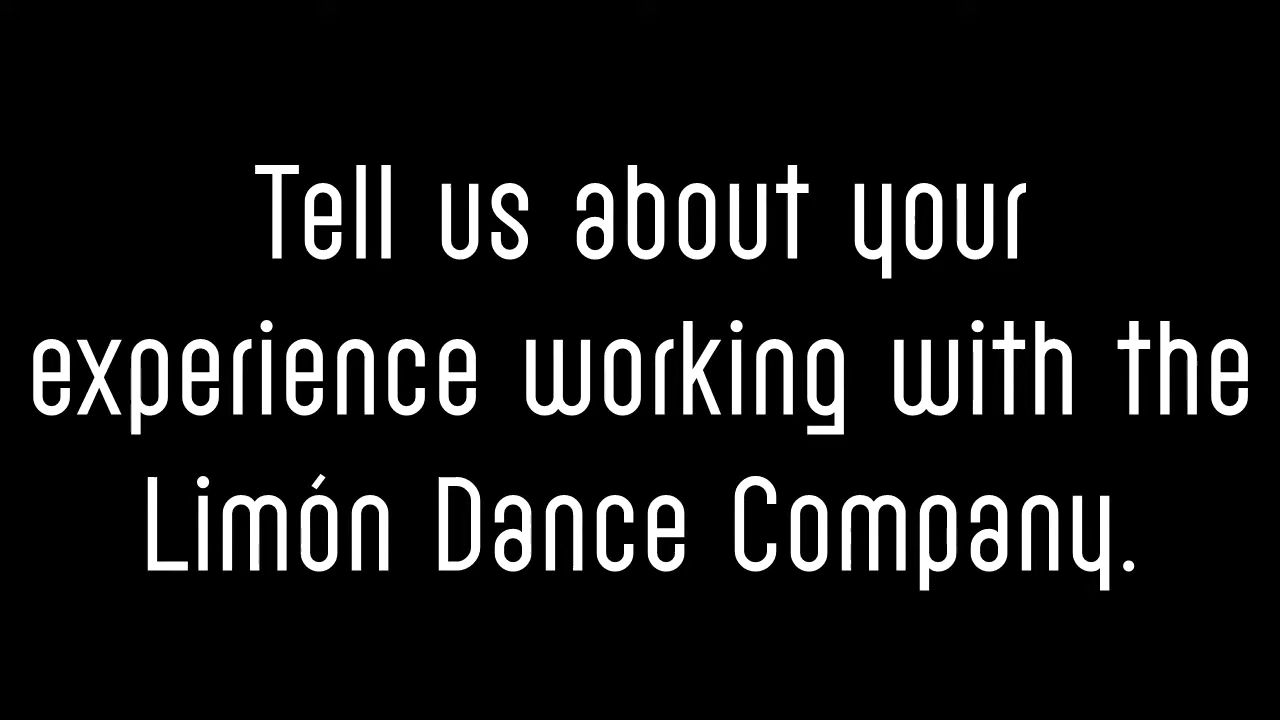 Tell us about your
experience working with the
Limón Dance Company.